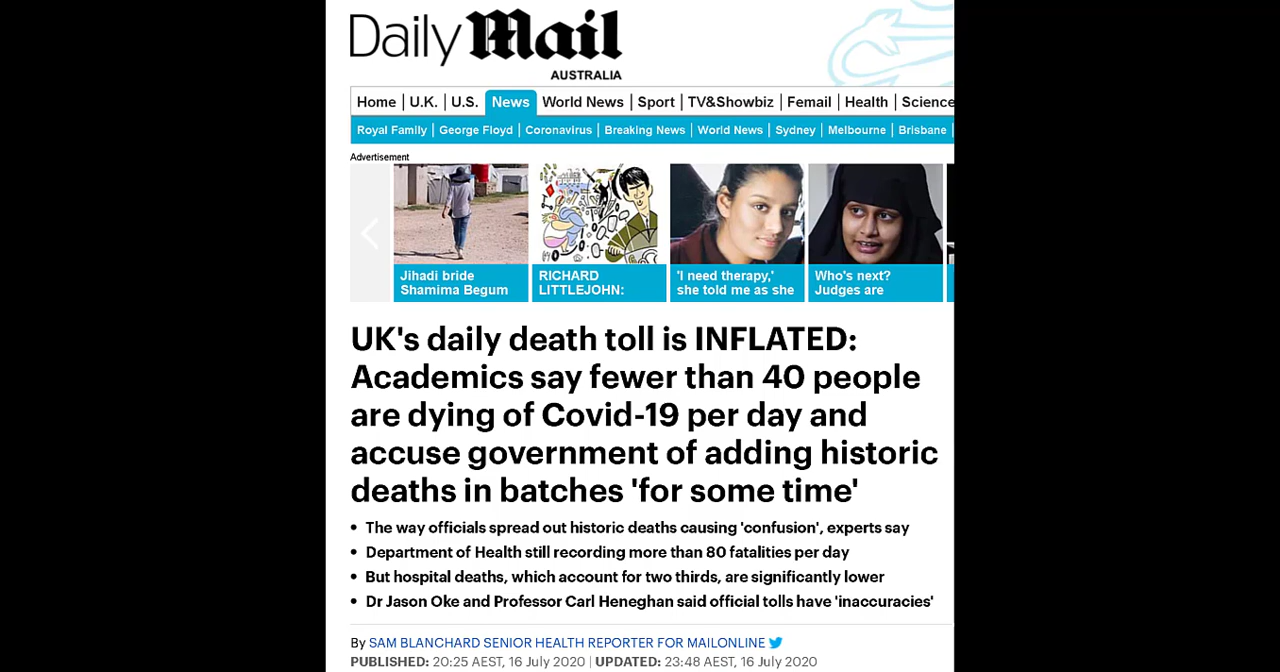 Daily Mail
AUSTRALIA
Home | U.K. | U.S. News World News | Sport | TV&Showbiz | Femail | Health | Science
Royal Family | George Floyd | Coronavirus | Breaking News | World News | Sydney | Melbourne | Brisbane |
Advertisement
Jihadi bride
Shamima Begum
RICHARD
LITTLEJOHN:
'I need therapy,'
she told me as she
Who's next?
Judges are
UK's daily death toll is INFLATED:
Academics say fewer than 40 people
are dying of Covid-19 per day and
accuse government of adding historic
deaths in batches 'for some time'
• The way officials spread out historic deaths causing 'confusion', experts say
• Department of Health still recording more than 80 fatalities per day
• But hospital deaths, which account for two thirds, are significantly lower
• Dr Jason Oke and Professor Carl Heneghan said official tolls have 'inaccuracies'
By SAM BLANCHARD SENIOR HEALTH REPORTER FOR MAILONLINE
PUBLISHED: 20:25 AEST, 16 July 2020 | UPDATED: 23:48 AEST, 16 July 2020